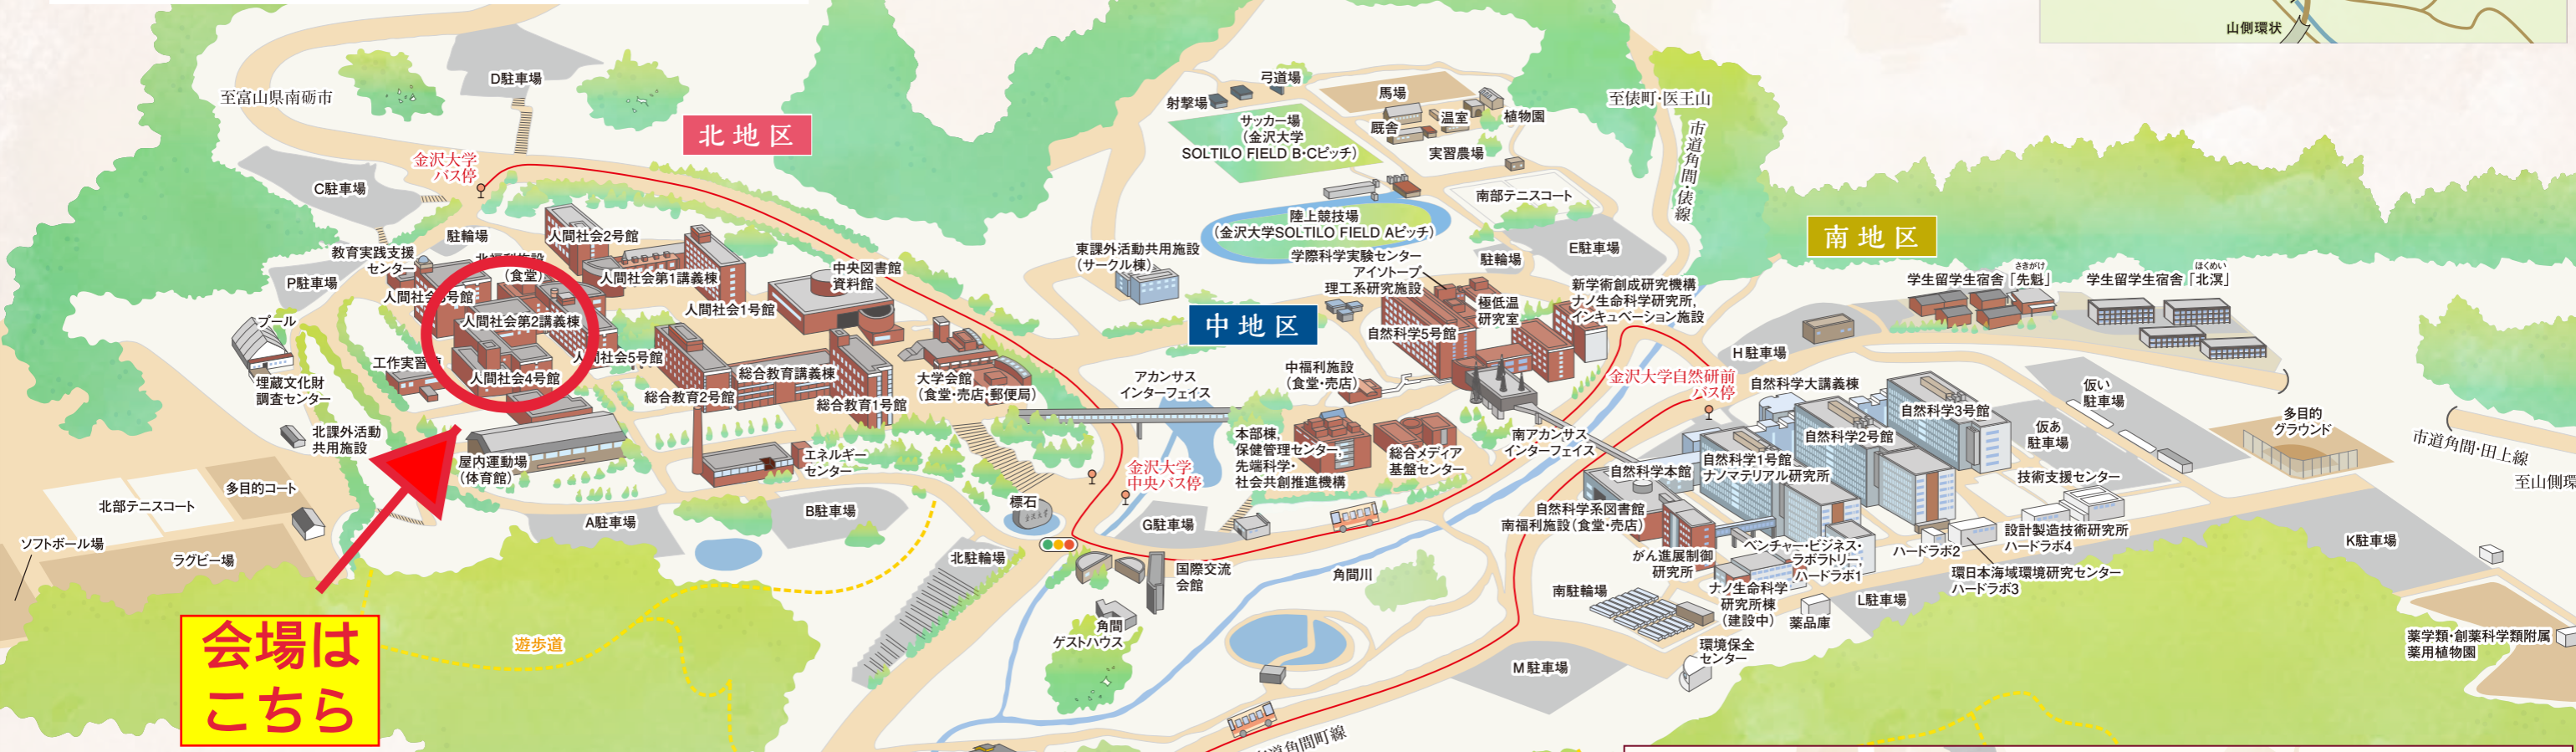 山側環状
D駐車場
至富山県南砺市
北地区
金沢大学
バス停
C駐車場
駐輪場
教育実践支援
センター
P駐車場
人間社会2号館
(食堂)
人間社会第1講義棟
人間社会1号館
中央図書館
資料館
人間社会第2講義棟
人間社会5号館
人間社会4号館
プール
埋蔵文化財
調査センター
北課外活動
共用施設
屋内運動場
(体育館)
総合教育2号館
総合教育講義棟
総合教育1号館
大学会館
(食堂・売店・郵便局)
エネルギー
センター
多目的コート
北部テニスコート
ソフトボール場
ラグビー場
A駐車場
B駐車場
北駐輪場
標石
遊歩道
会場は
こちら
弓道場
射撃場
サッカー場
(金沢大学
SOLTILO FIELD B・Cピッチ)
馬場
厩舎
温室
植物園
実習農場
至俵町・医王山
市道角間・俵線
南部テニスコート
陸上競技場
(金沢大学SOLTILO FIELD Aピッチ)
東課外活動共用施設
(サークル棟)
学際科学実験センター
アイソトープ
理工系研究施設
駐輪場
E駐車場
中地区
極低温
研究室
自然科学5号館
新学術創成研究機構
ナノ生命科学研究所,
インキュベーション施設
中福利施設
(食堂・売店)
アカンサス
インターフェイス
金沢大学
中央バス停
本部棟,
保健管理センター,
先端科学・
社会共創推進機構
総合メディア
基盤センター
南アカンサス
インターフェイス
G駐車場
国際交流
会館
角間
ゲストハウス
角間川
南地区
学生留学生宿舎「先魁」
さきがけ
学生留学生宿舎「北溟」
ほくめい
H駐車場
金沢大学自然研前
バス停
自然科学大講義棟
自然科学3号館
自然科学2号館
自然科学1号館
ナノマテリアル研究所
自然科学本館
自然科学系図書館
南福利施設(食堂・売店)
仮い
駐車場
仮あ
駐車場
多目的
グラウンド
市道角間・田上線
至山側環
技術支援センター
設計製造技術研究所
ハードラボ4
ハードラボ2
環日本海域環境研究センター
ハードラボ3
ベンチャー・ビジネス・
ラボラトリー,
ハードラボ1
がん進展制御
研究所
ナノ生命科学
研究所棟
(建設中)
薬品庫
L駐車場
K駐車場
南駐輪場
環境保全
センター
M駐車場
薬学類・創薬科学類附属
薬用植物園
道角間町線